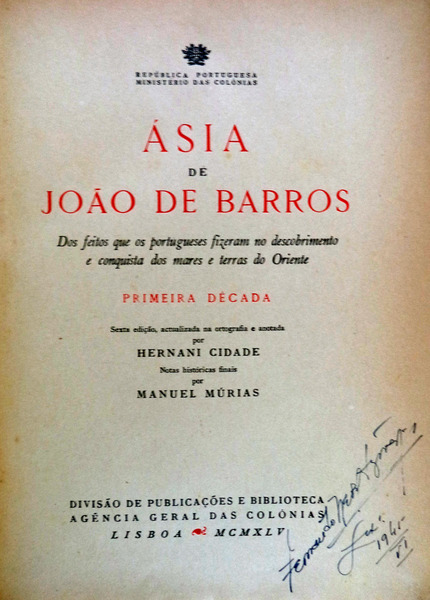 REPÚBLICA PORTUGUESA
MINISTÉRIO DAS COLÓNIAS
ÁSIA
DE
JOÃO DE BARROS
Dos feitos que os portugueses fizeram no descobrimento
e conquista dos mares e terras do Oriente
PRIMEIRA DÉCADA
Sexta edição, actualizada na ortografia e anotada
por
HERNANI CIDADE
Notas históricas finais
por
MANUEL MÚRIAS
DIVISÃO DE PUBLICAÇÕES E BIBLIOTECA
AGÊNCIA GERAL DAS COLÓNIAS
LISBOA MCMXLV
Fernando